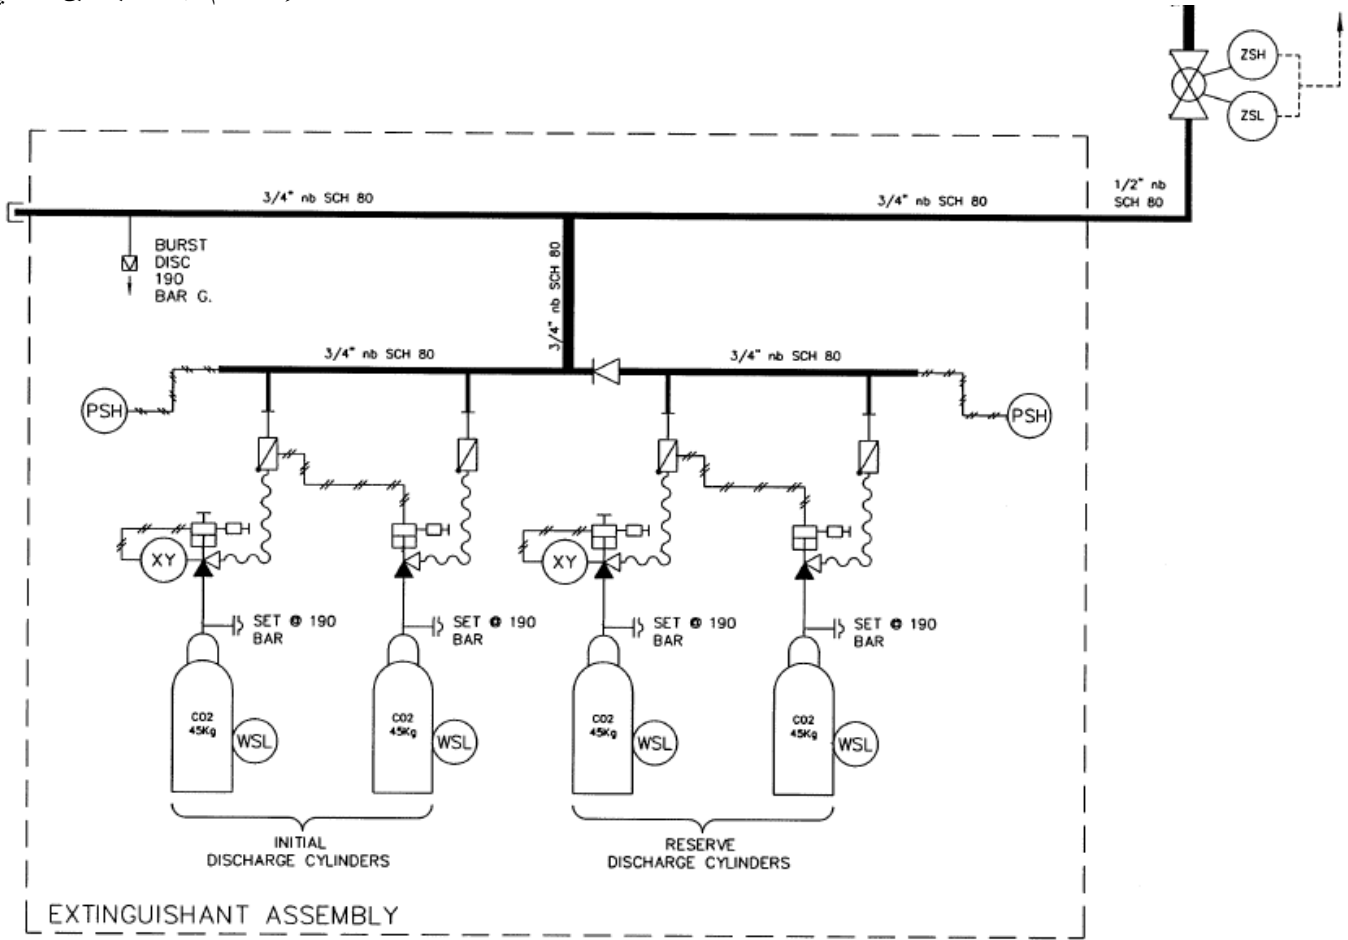 ZSH
ZSL
1/2" nb
SCH 80
3/4" nb SCH 80
3/4" nb SCH 80
BURST
DISC
190
BAR G.
3/4" nb SCH 80
3/4" nb SCH 80
3/4" nb SCH 80
PSH
PSH
XY
XY
SET @ 190
BAR
SET @ 190
BAR
SET @ 190
BAR
SET @ 190
BAR
CO2
45Kg
WSL
CO2
45Kg
WSL
CO2
45Kg
WSL
CO2
45Kg
WSL
INITIAL
DISCHARGE CYLINDERS
RESERVE
DISCHARGE CYLINDERS
EXTINGUISHANT ASSEMBLY